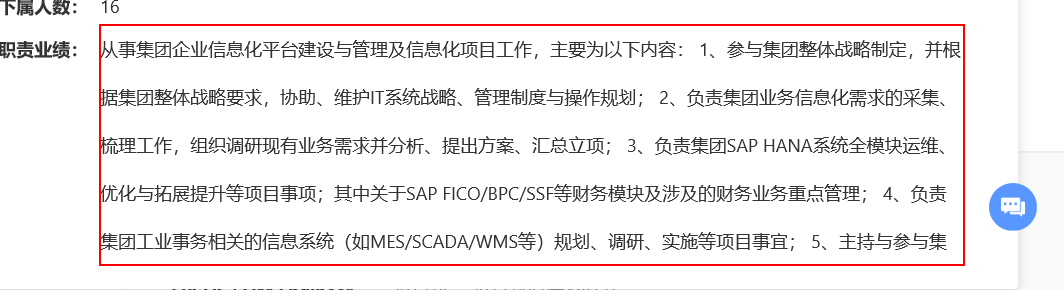 下属人数： 16
职责业绩： 从事集团企业信息化平台建设与管理及信息化项目工作，主要为以下内容： 1、参与集团整体战略制定，并根
据集团整体战略要求，协助、维护IT系统战略、管理制度与操作规划； 2、负责集团业务信息化需求的采集、
梳理工作，组织调研现有业务需求并分析、提出方案、汇总立项； 3、负责集团SAP HANA系统全模块运维、
优化与拓展提升等项目事项；其中关于SAP FICO/BPC/SSF等财务模块及涉及的财务业务重点管理； 4、负责
集团工业事务相关的信息系统（如MES/SCADA/WMS等）规划、调研、实施等项目事宜； 5、主持与参与集